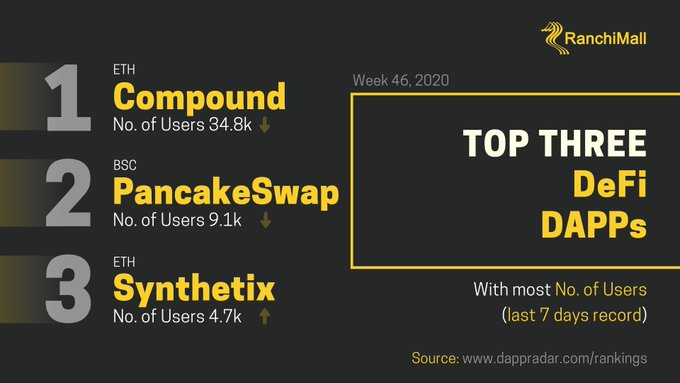 RanchiMall
Week 46, 2020
TOP THREE
DeFi
DAPPs
With most No. of Users
(last 7 days record)
1
ETH
Compound
No. of Users 34.8k
2
BSC
PancakeSwap
No. of Users 9.1k
3
ETH
Synthetix
No. of Users 4.7k
Source: www.dappradar.com/rankings